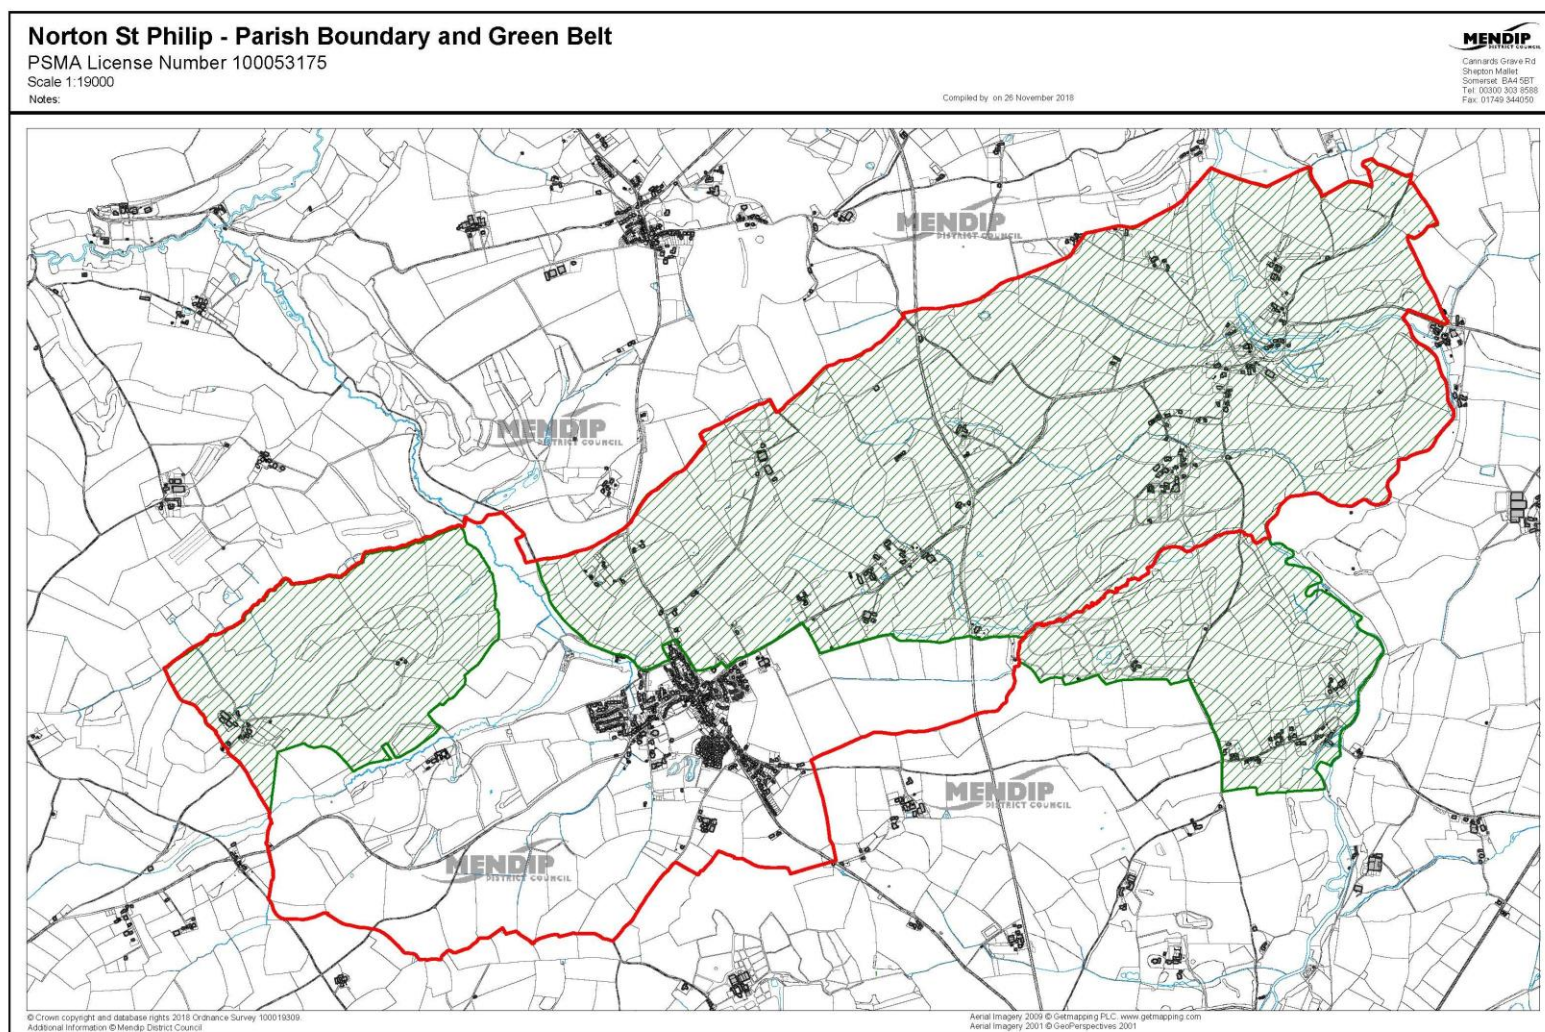 Norton St Philip - Parish Boundary and Green Belt
PSMA License Number 100053175
Scale 1:19000
Notes:
Compiled by on 26 November 2018
MENDIP
DISTRICT COUNCIL
Cannards Grave Rd
Shepton Mallet
Somerset BA4 5BT
Tel: 00300 303 8588
Fax: 01749 344050
MENDIP
DISTRICT COUNCIL
MENDIP
DISTRICT COUNCIL
MENDIP
DISTRICT COUNCIL
MENDIP
DISTRICT COUNCIL
© Crown copyright and database rights 2018 Ordnance Survey 100019309.
Additional Information © Mendip District Council
Aerial Imagery 2009 © Getmapping PLC. www.getmapping.com
Aerial Imagery 2001 © GeoPerspectives 2001